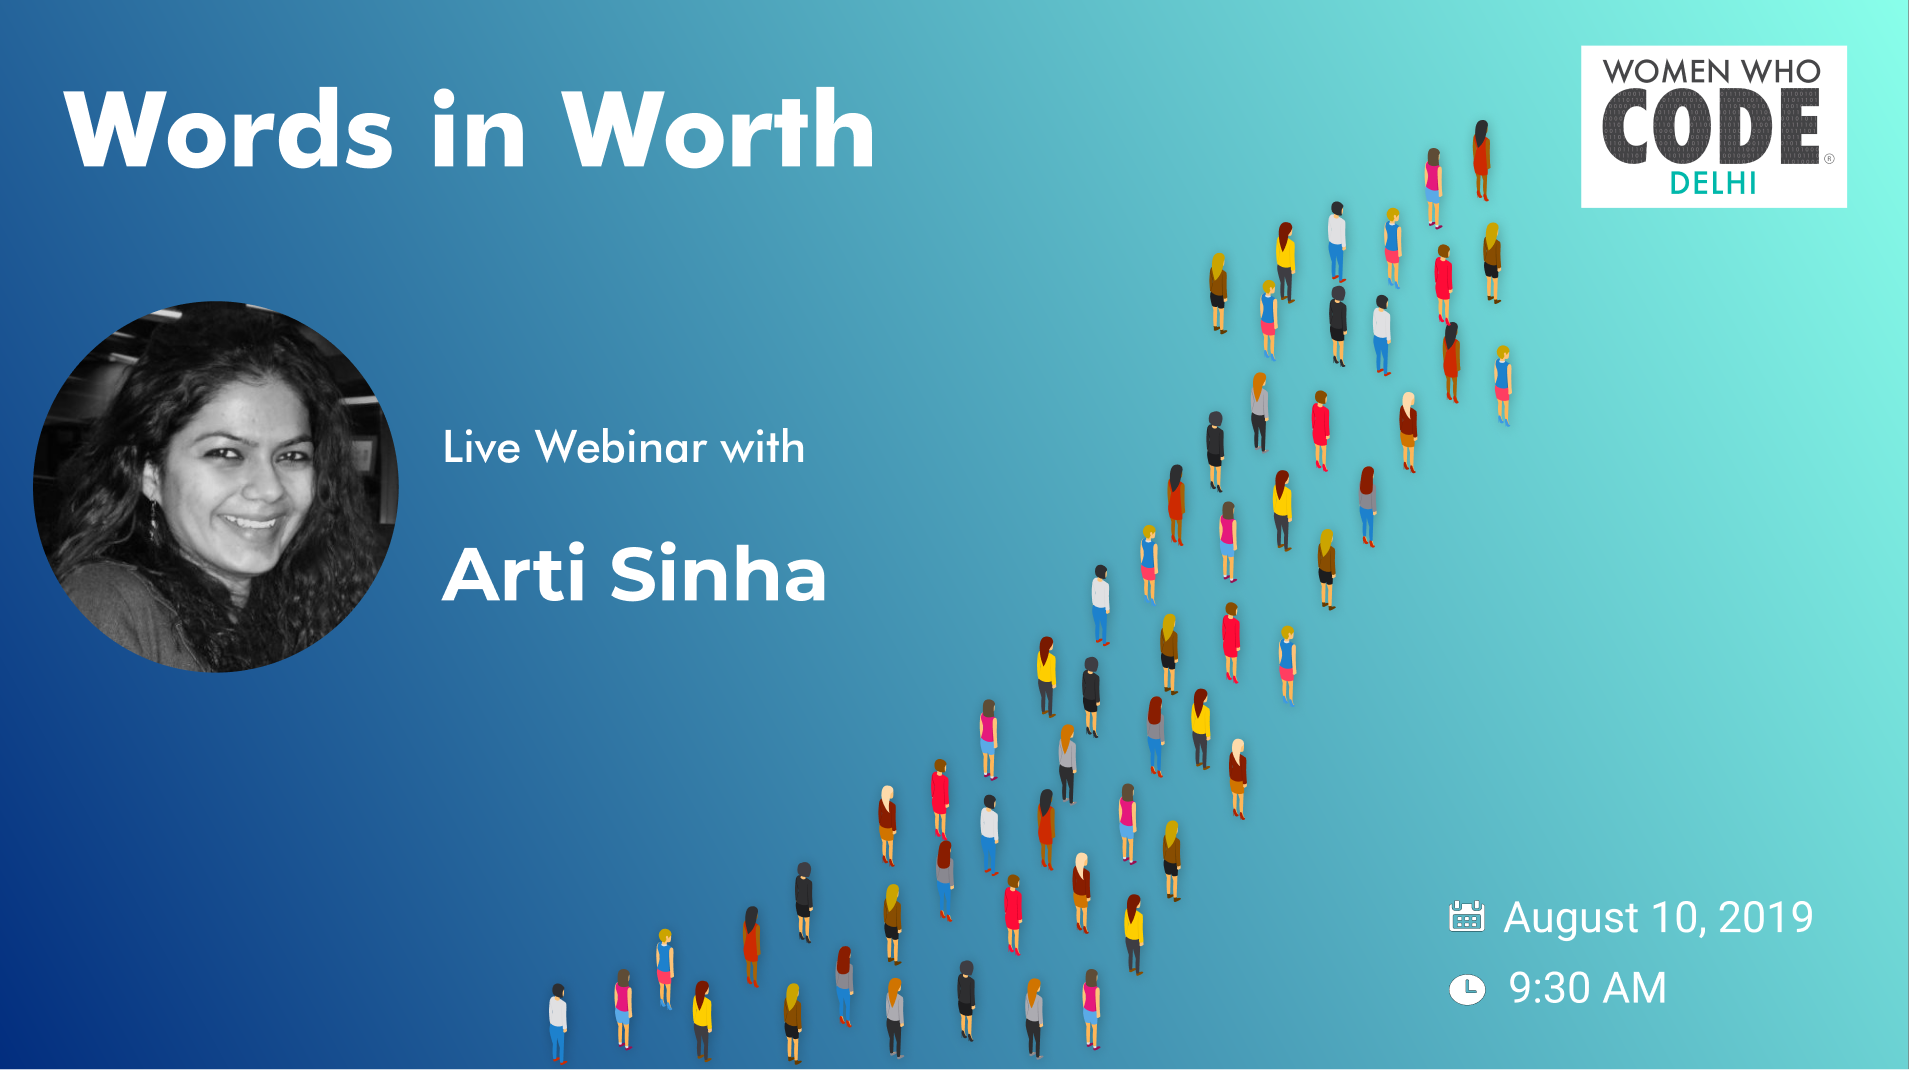 Words in Worth
WOMEN WHO
CODE®
DELHI
Live Webinar with
Arti Sinha
August 10, 2019
9:30 AM